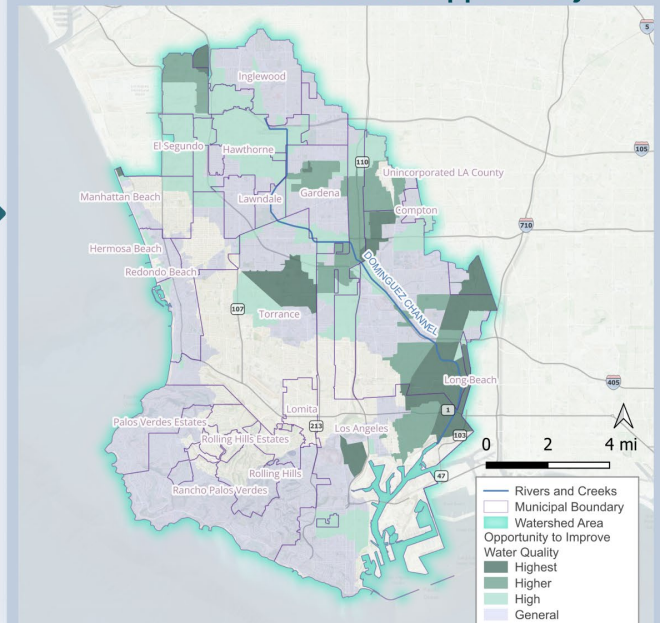 5
Inglewood
105
El Segundo
Hawthorne
110
Unincorporated LA County
Manhattan Beach
Lawndale
Gardena
Compton
710
Hermosa Beach
Redondo Beach
DOMINGUEZ CHANNEL
107
Torrance
Long Beach
405
Lomita
1
Palos Verdes Estates
213
Los Angeles
103
Rolling Hills Estates
0 2 4 mi
Rolling Hills
47
Rancho Palos Verdes
Rivers and Creeks
Municipal Boundary
Watershed Area
Opportunity to Improve
Water Quality
Highest
Higher
High
General